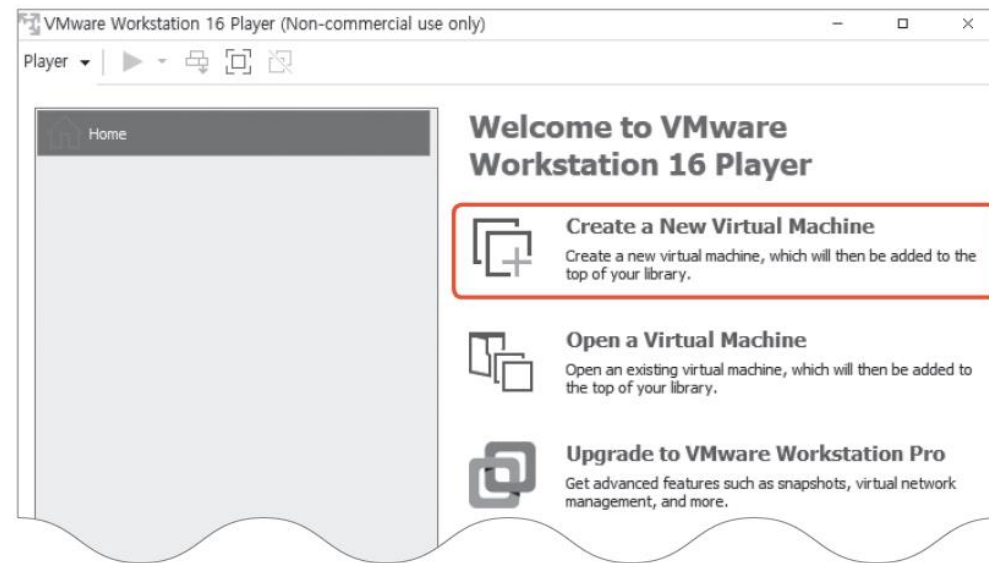 VMware Workstation 16 Player (Non-commercial use only)
Player
Home
Welcome to VMware
Workstation 16 Player
Create a New Virtual Machine
Create a new virtual machine, which will then be added to the
top of your library.
Open a Virtual Machine
Open an existing virtual machine, which will then be added to
the top of your library.
Upgrade to VMware Workstation Pro
Get advanced features such as snapshots, virtual network
management, and more.